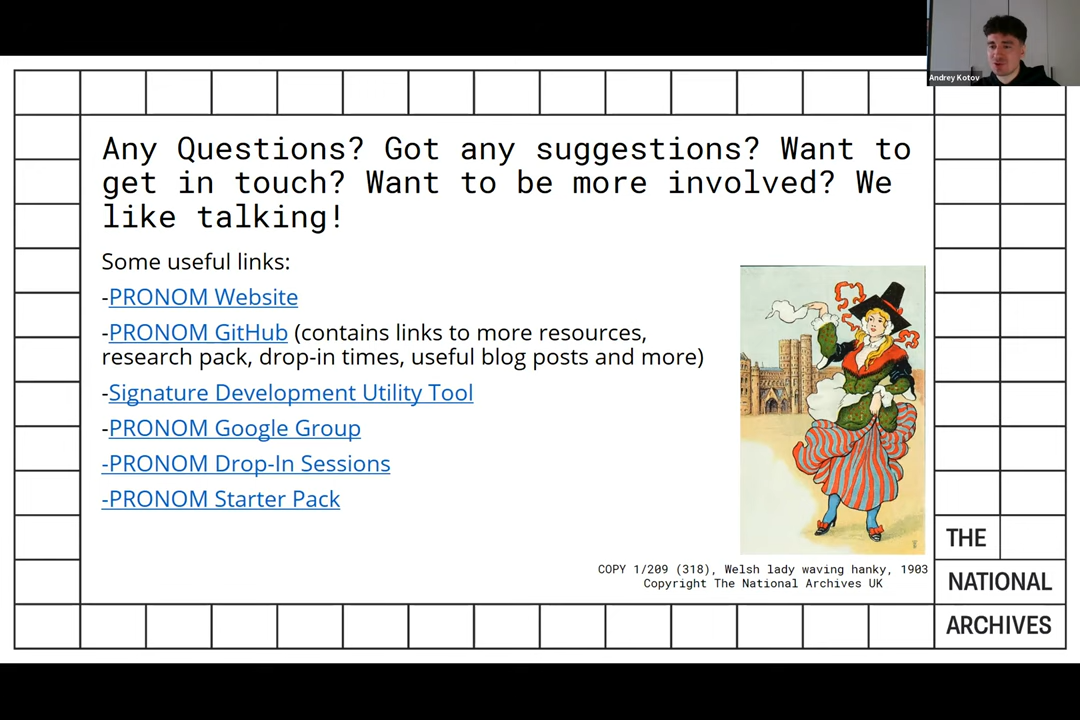 Andrey Kotov
Any Questions? Got any suggestions? Want to
get in touch? Want to be more involved? We
like talking!
Some useful links:
-PRONOM Website
-PRONOM GitHub (contains links to more resources,
research pack, drop-in times, useful blog posts and more)
-Signature Development Utility Tool
-PRONOM Google Group
-PRONOM Drop-In Sessions
-PRONOM Starter Pack
COPY 1/209 (318), Welsh lady waving hanky, 1903
Copyright The National Archives UK
THE
NATIONAL
ARCHIVES